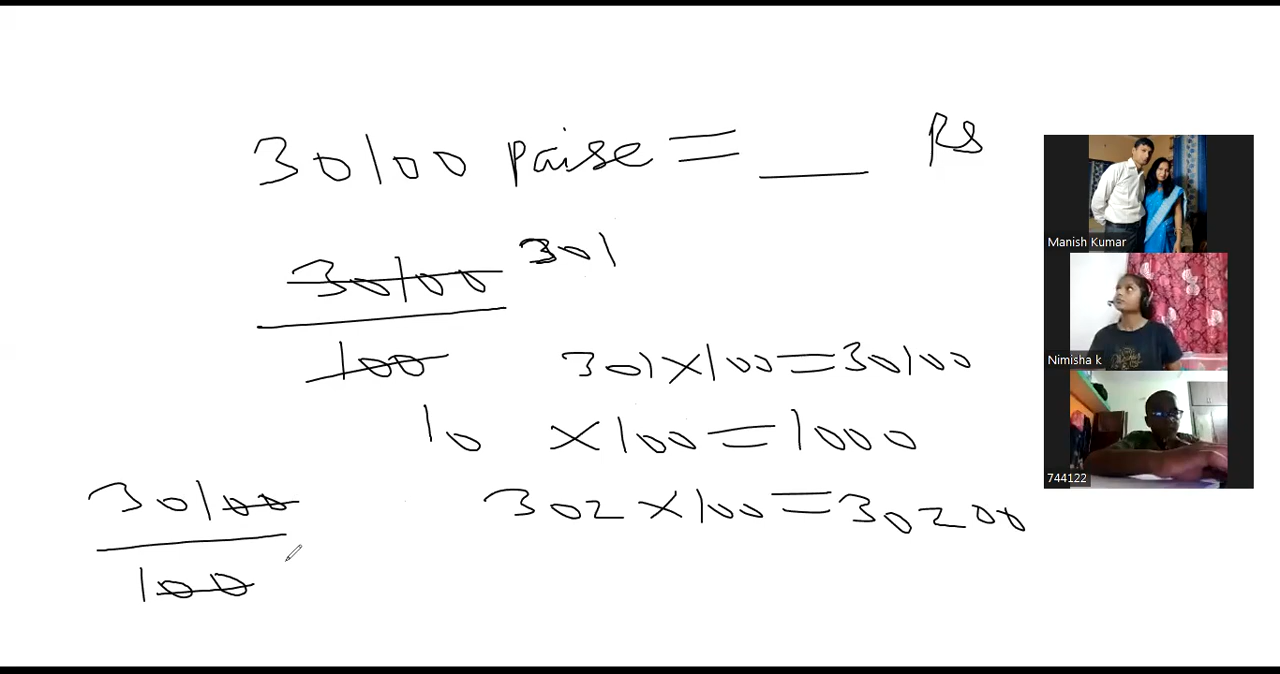 30100 paise = ___ Rs
30100 301
100
301 × 100 = 30100
10 × 100 = 1000
302 × 100 = 30200
30100
100
Manish Kumar
Nimisha k
744122